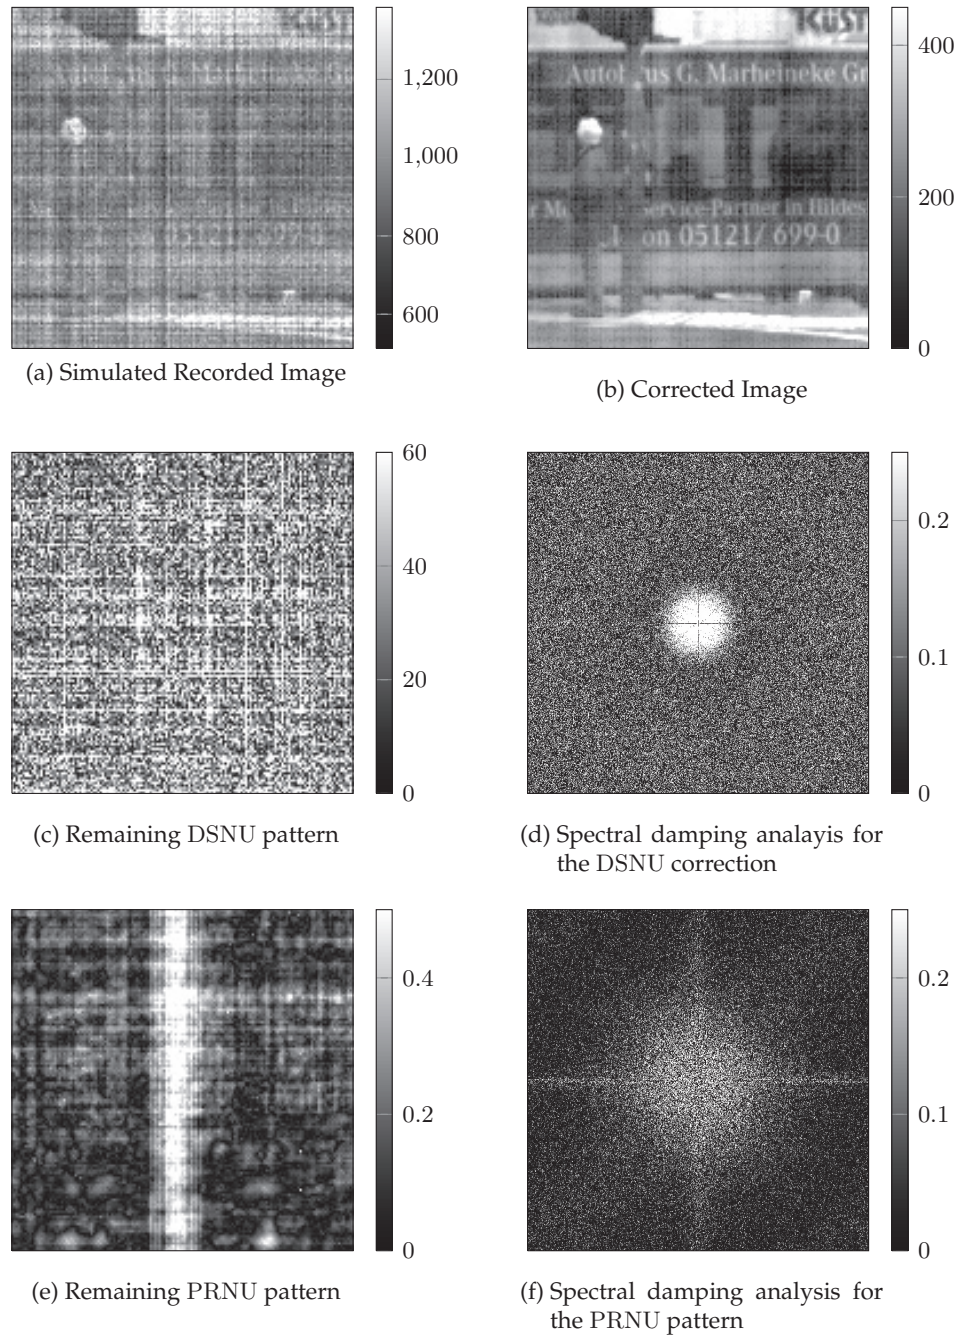 KÜST
1,200
1,000
800
600
(a) Simulated Recorded Image
KÜST
us G. Marheineke Gr
ervice-Partner in Hildes
on 05121/ 699-0
400
200
0
(b) Corrected Image
60
40
20
0
(c) Remaining DSNU pattern
0.2
0.1
0
(d) Spectral damping analayis for
the DSNU correction
0.4
0.2
0
(e) Remaining PRNU pattern
0.2
0.1
0
(f) Spectral damping analysis for
the PRNU pattern